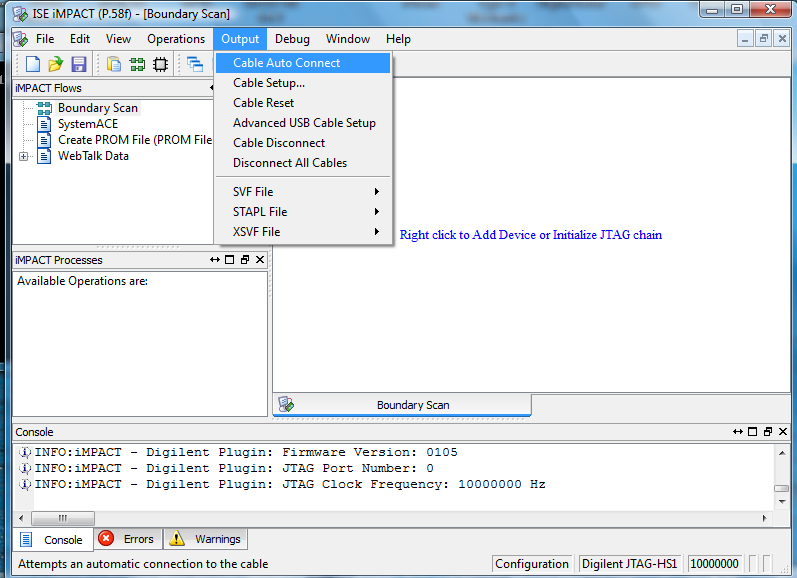 ISE iMPACT (P.58f) - [Boundary Scan]
File Edit View Operations Output Debug Window Help
Cable Auto Connect
Cable Setup...
Cable Reset
Advanced USB Cable Setup
Cable Disconnect
Disconnect All Cables
SVF File
STAPL File
XSVF File
iMPACT Flows
Boundary Scan
SystemACE
Create PROM File (PROM File
WebTalk Data
Right click to Add Device or Initialize JTAG chain
iMPACT Processes
Available Operations are:
Boundary Scan
Console
INFO:iMPACT - Digilent Plugin: Firmware Version: 0105
INFO:iMPACT - Digilent Plugin: JTAG Port Number: 0
INFO:iMPACT - Digilent Plugin: JTAG Clock Frequency: 10000000 Hz
Console Errors Warnings
Attempts an automatic connection to the cable Configuration Digilent JTAG-HS1 10000000